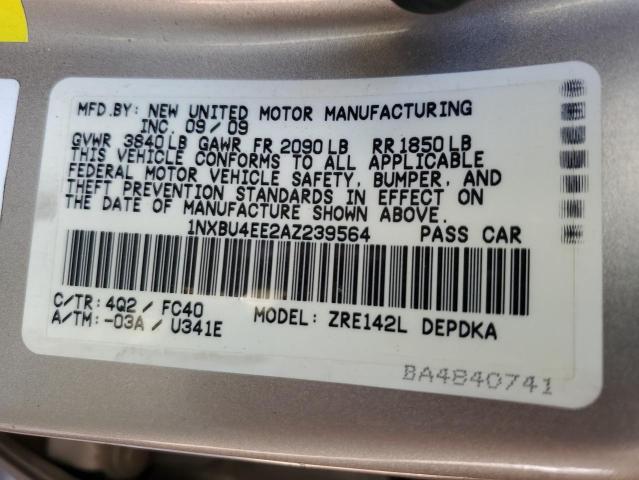 MFD.BY: NEW UNITED MOTOR MANUFACTURING
INC. 09/09
GVWR 3840LB GAWR FR 2090LB RR1850LB
THIS VEHICLE CONFORMS TO ALL APPLICABLE
FEDERAL MOTOR VEHICLE SAFETY, BUMPER, AND
THEFT PREVENTION STANDARDS IN EFFECT ON
THE DATE OF MANUFACTURE SHOWN ABOVE.
1NXBU4EE2AZ239564 PASS CAR
C/TR: 4Q2 / FC40
A/TM: -03A / U341E MODEL: ZRE142L DEPDKA
BA4840741